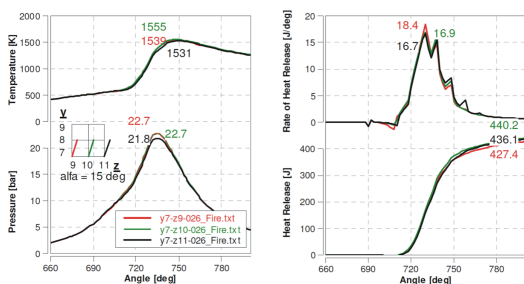 Temperature [K]
2000
1500
1000
500
0
1555
1539
1531
y
9
8
7
9 10 11 z
alfa = 15 deg
22.7
21.8
22.7
Pressure [bar]
20
15
10
5
0
y7-z9-026_Fire.txt
y7-z10-026_Fire.txt
y7-z11-026_Fire.txt
660 690 720 750 780
Angle [deg]
Rate of Heat Release [J/deg]
20
15
10
5
0
18.4
16.9
16.7
Heat Release [J]
400
300
200
100
0
440.2
436.1
427.4
660 690 720 750 780
Angle [deg]